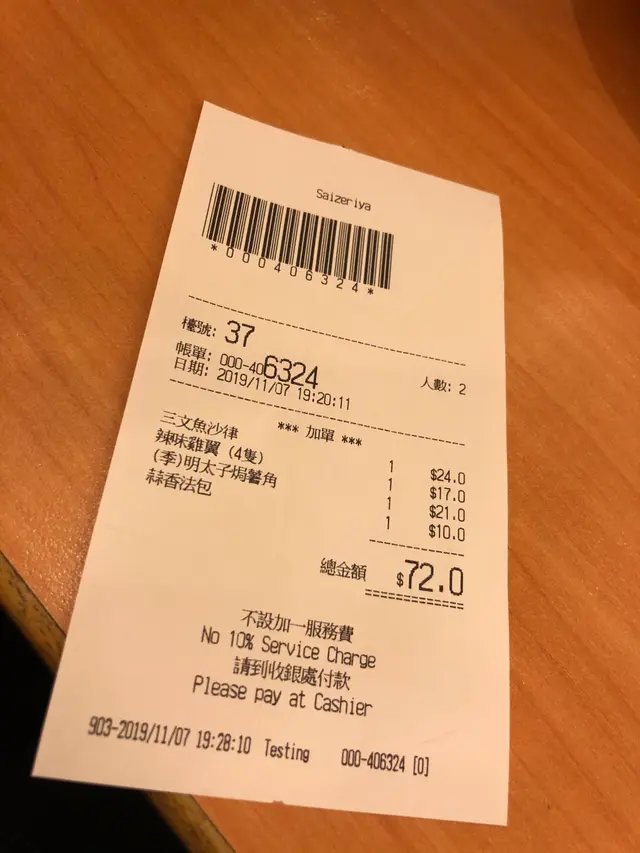 Saizeriya
*000406324*
檯號: 37
人數: 2
帳單: 000-406324
日期: 2019/11/07 19:20:11
*** 加單 ***
三文魚沙律 1 $24.0
辣味雞翼 (4隻) 1 $17.0
(季)明太子焗薯角 1 $21.0
蒜香法包 1 $10.0
總金額 $72.0
不設加一服務費
No 10% Service Charge
請到收銀處付款
Please pay at Cashier
903-2019/11/07 19:28:10 Testing 000-406324 [0]